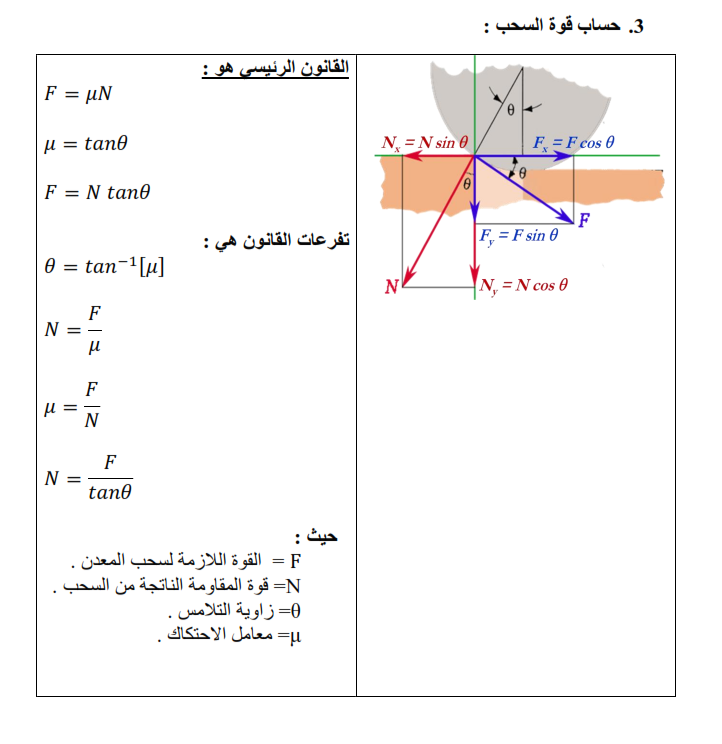 3. حساب قوة السحب :
القانون الرئيسي هو :
F = μN
μ = tanθ
F = N tanθ
تفرعات القانون هي :
θ = tan⁻¹[μ]
N = F/μ
μ = F/N
N = F/tanθ
حيث :
F = القوة اللازمة لسحب المعدن .
N= قوة المقاومة الناتجة من السحب .
θ= زاوية التلامس .
μ= معامل الاحتكاك .
θ
Nx = N sin θ
Fx = F cos θ
θ
θ
F
Fy = F sin θ
N
Ny = N cos θ